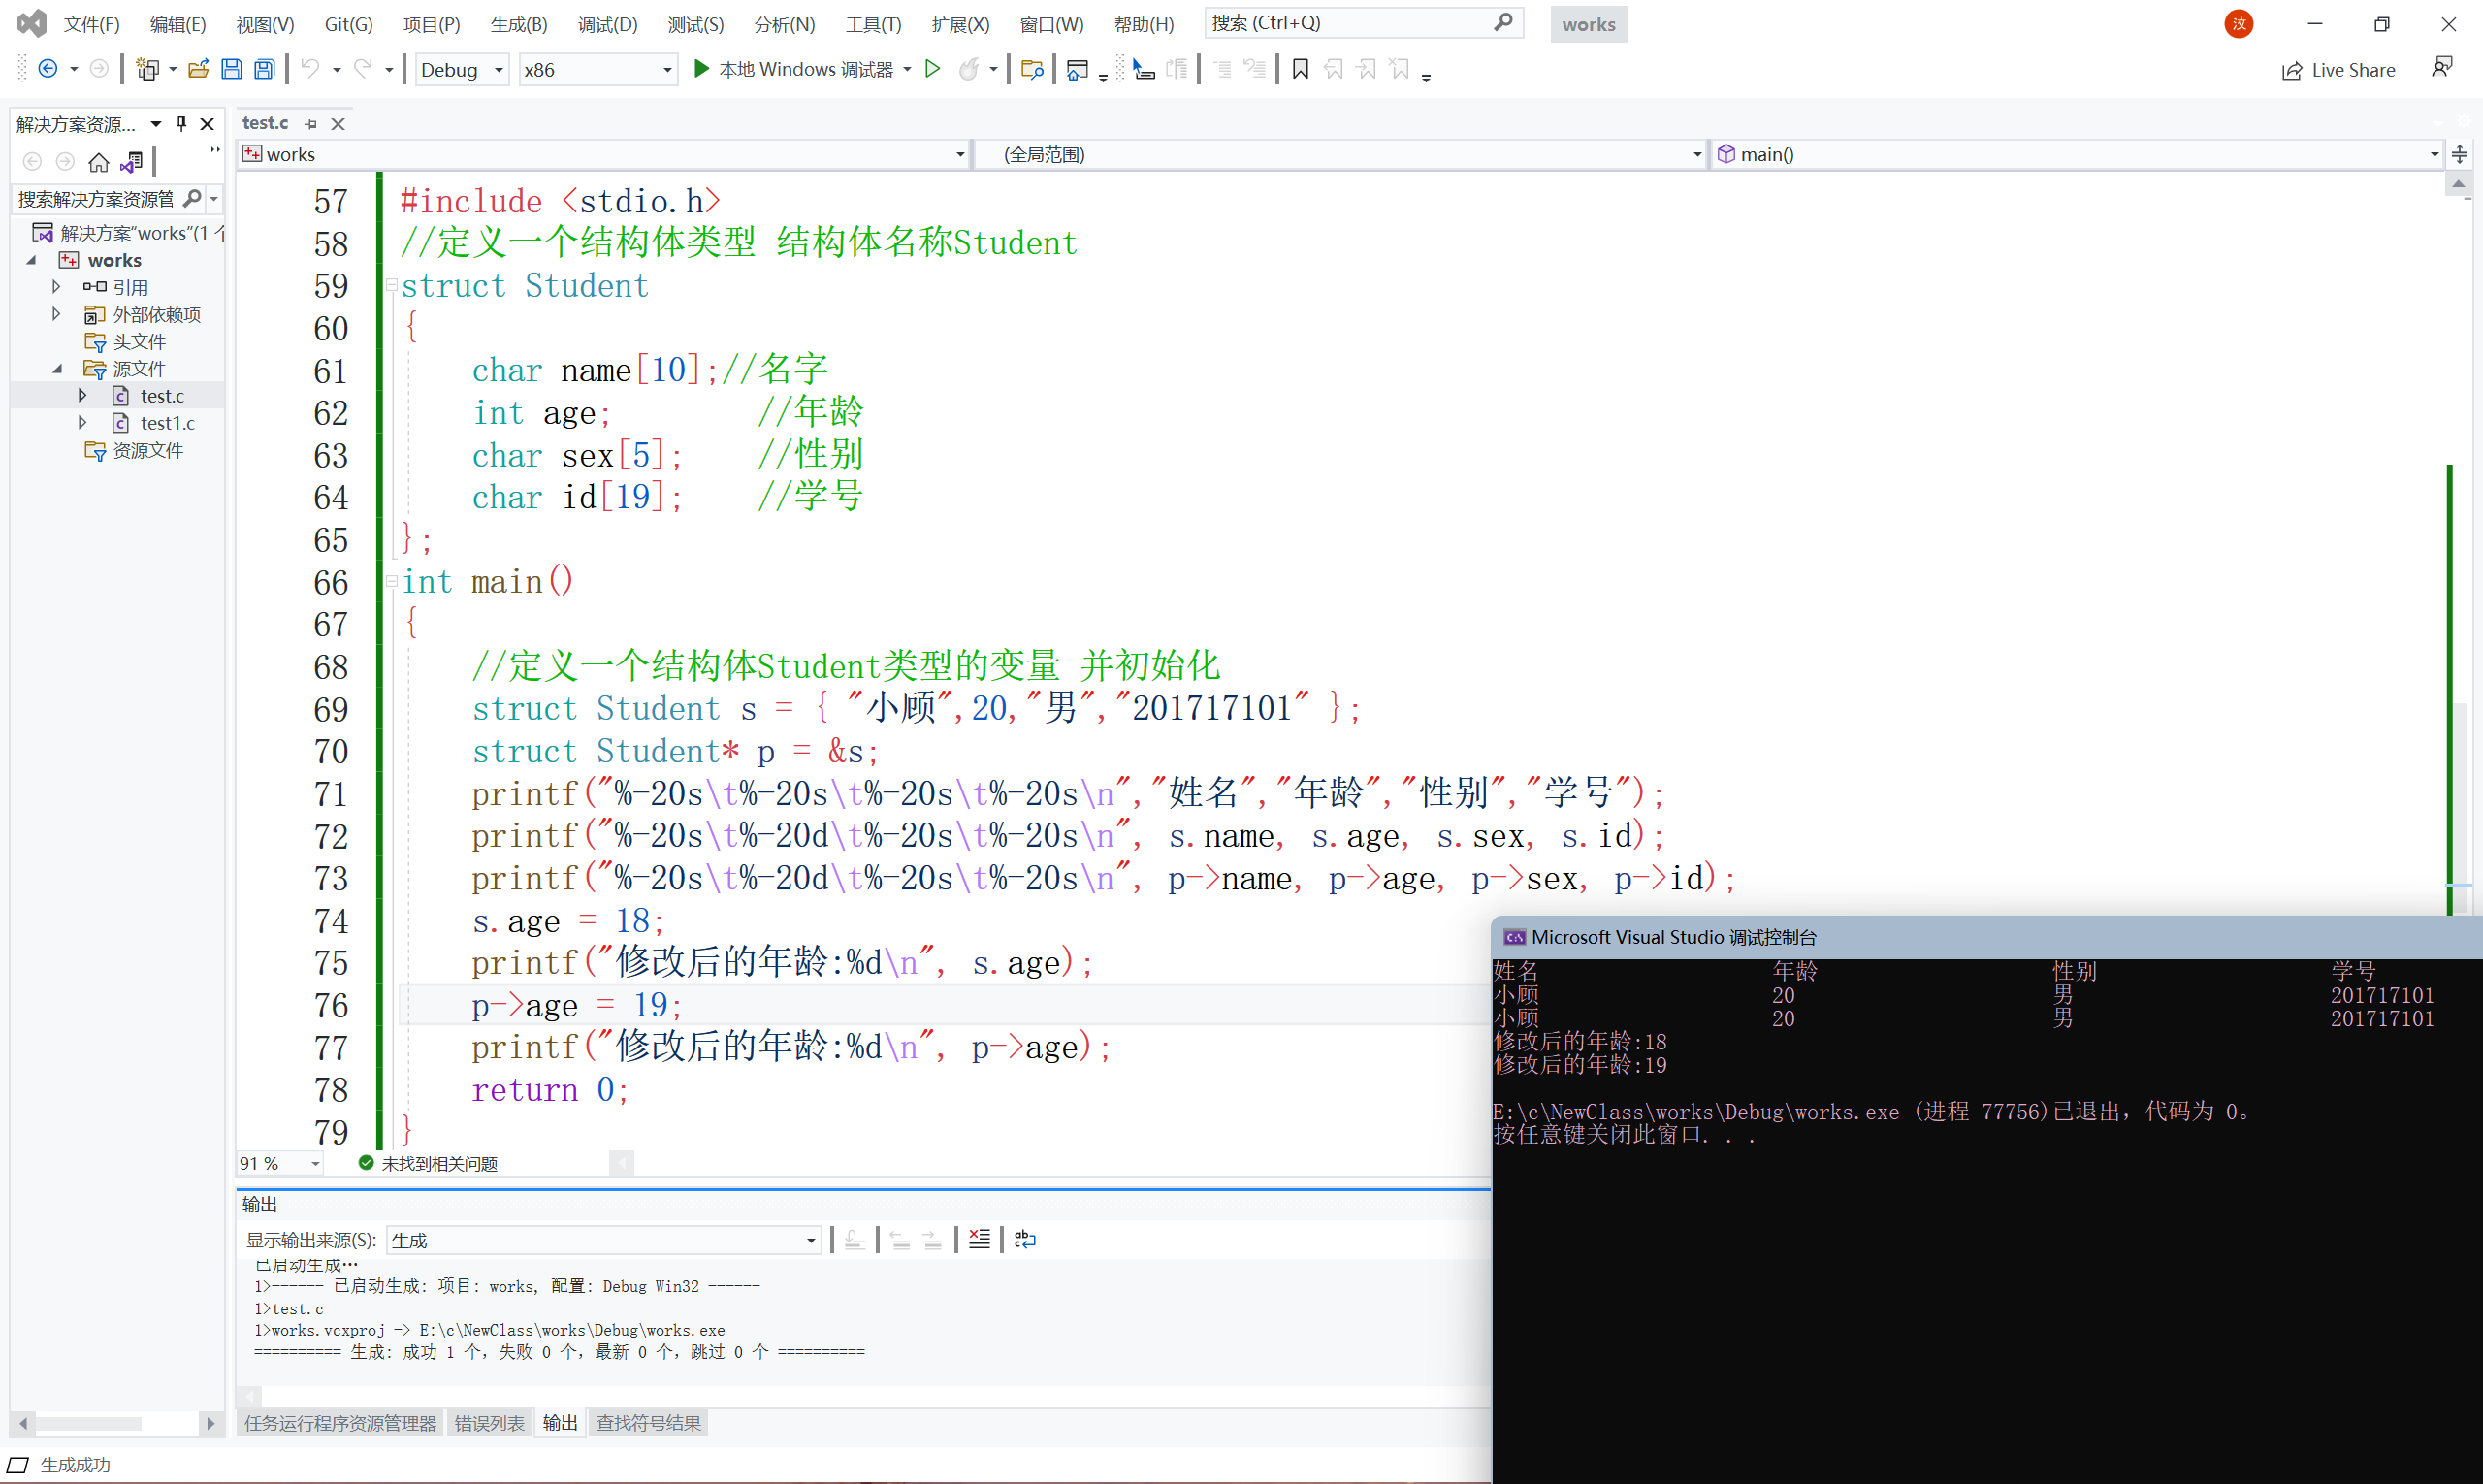 文件(F) 编辑(E) 视图(V) Git(G) 项目(P) 生成(B) 调试(D) 测试(S) 分析(N) 工具(T) 扩展(X) 窗口(W) 帮助(H) 搜索 (Ctrl+Q) works 汶
Debug x86 本地 Windows 调试器 Live Share
解决方案资源...
搜索解决方案资源管
解决方案"works"(1 个
works
引用
外部依赖项
头文件
源文件
test.c
test1.c
资源文件
test.c
works (全局范围) main()
57 #include <stdio.h>
58 //定义一个结构体类型 结构体名称Student
59 struct Student
60 {
61 char name[10];//名字
62 int age; //年龄
63 char sex[5]; //性别
64 char id[19]; //学号
65 };
66 int main()
67 {
68 //定义一个结构体Student类型的变量 并初始化
69 struct Student s = { "小顾",20,"男","201717101" };
70 struct Student* p = &s;
71 printf("%-20s\t%-20s\t%-20s\t%-20s\n","姓名","年龄","性别","学号");
72 printf("%-20s\t%-20d\t%-20s\t%-20s\n", s.name, s.age, s.sex, s.id);
73 printf("%-20s\t%-20d\t%-20s\t%-20s\n", p->name, p->age, p->sex, p->id);
74 s.age = 18;
75 printf("修改后的年龄:%d\n", s.age);
76 p->age = 19;
77 printf("修改后的年龄:%d\n", p->age);
78 return 0;
79 }
91 % 未找到相关问题
输出
显示输出来源(S): 生成
已启动生成…
1>------ 已启动生成: 项目: works, 配置: Debug Win32 ------
1>test.c
1>works.vcxproj -> E:\c\NewClass\works\Debug\works.exe
========== 生成: 成功 1 个，失败 0 个，最新 0 个，跳过 0 个 ==========
任务运行程序资源管理器 错误列表 输出 查找符号结果
生成成功
Microsoft Visual Studio 调试控制台
姓名 年龄 性别 学号
小顾 20 男 201717101
小顾 20 男 201717101
修改后的年龄:18
修改后的年龄:19
E:\c\NewClass\works\Debug\works.exe (进程 77756)已退出，代码为 0。
按任意键关闭此窗口. . .